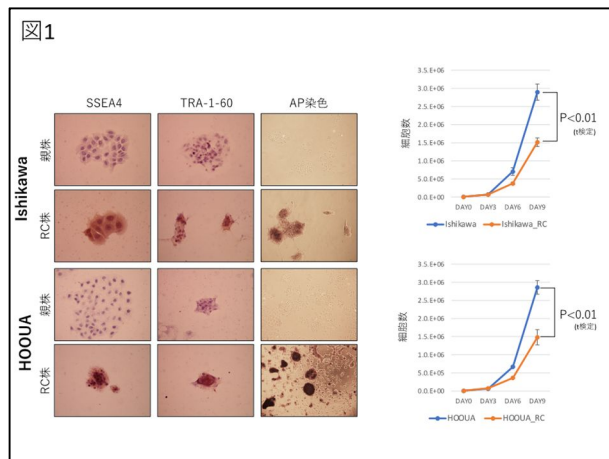 図1
SSEA4 TRA-1-60 AP染色
Ishikawa
親株
RC株
HOOUA
親株
RC株
細胞数
3.5.E+06
3.0.E+06
2.5.E+06
2.0.E+06
1.5.E+06
1.0.E+06
5.0.E+05
0.0.E+00
DAY0 DAY3 DAY6 DAY9
P<0.01
(t検定)
Ishikawa Ishikawa_RC
細胞数
3.5.E+06
3.0.E+06
2.5.E+06
2.0.E+06
1.5.E+06
1.0.E+06
5.0.E+05
0.0.E+00
DAY0 DAY3 DAY6 DAY9
P<0.01
(t検定)
HOOUA HOOUA_RC